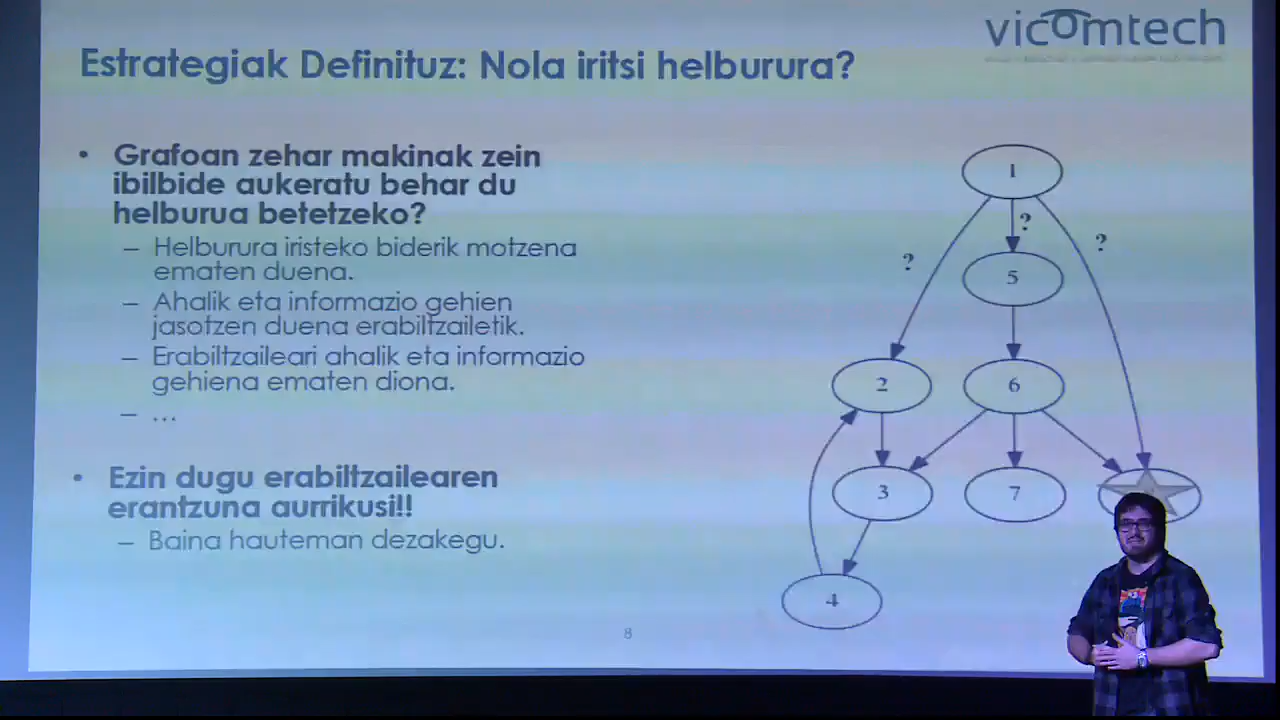 vicomtech
Estrategiak Definituz: Nola iritsi helburura?
• Grafoan zehar makinak zein
ibilbide aukeratu behar du
helburua betetzeko?
– Helburura iristeko biderik motzena
ematen duena.
– Ahalik eta informazio gehien
jasotzen duena erabiltzailetik.
– Erabiltzaileari ahalik eta informazio
gehiena ematen diona.
– ...
• Ezin dugu erabiltzailearen
erantzuna aurrikusi!!
– Baina hauteman dezakegu.
1
?
?
?
5
2
6
3
7
4
8